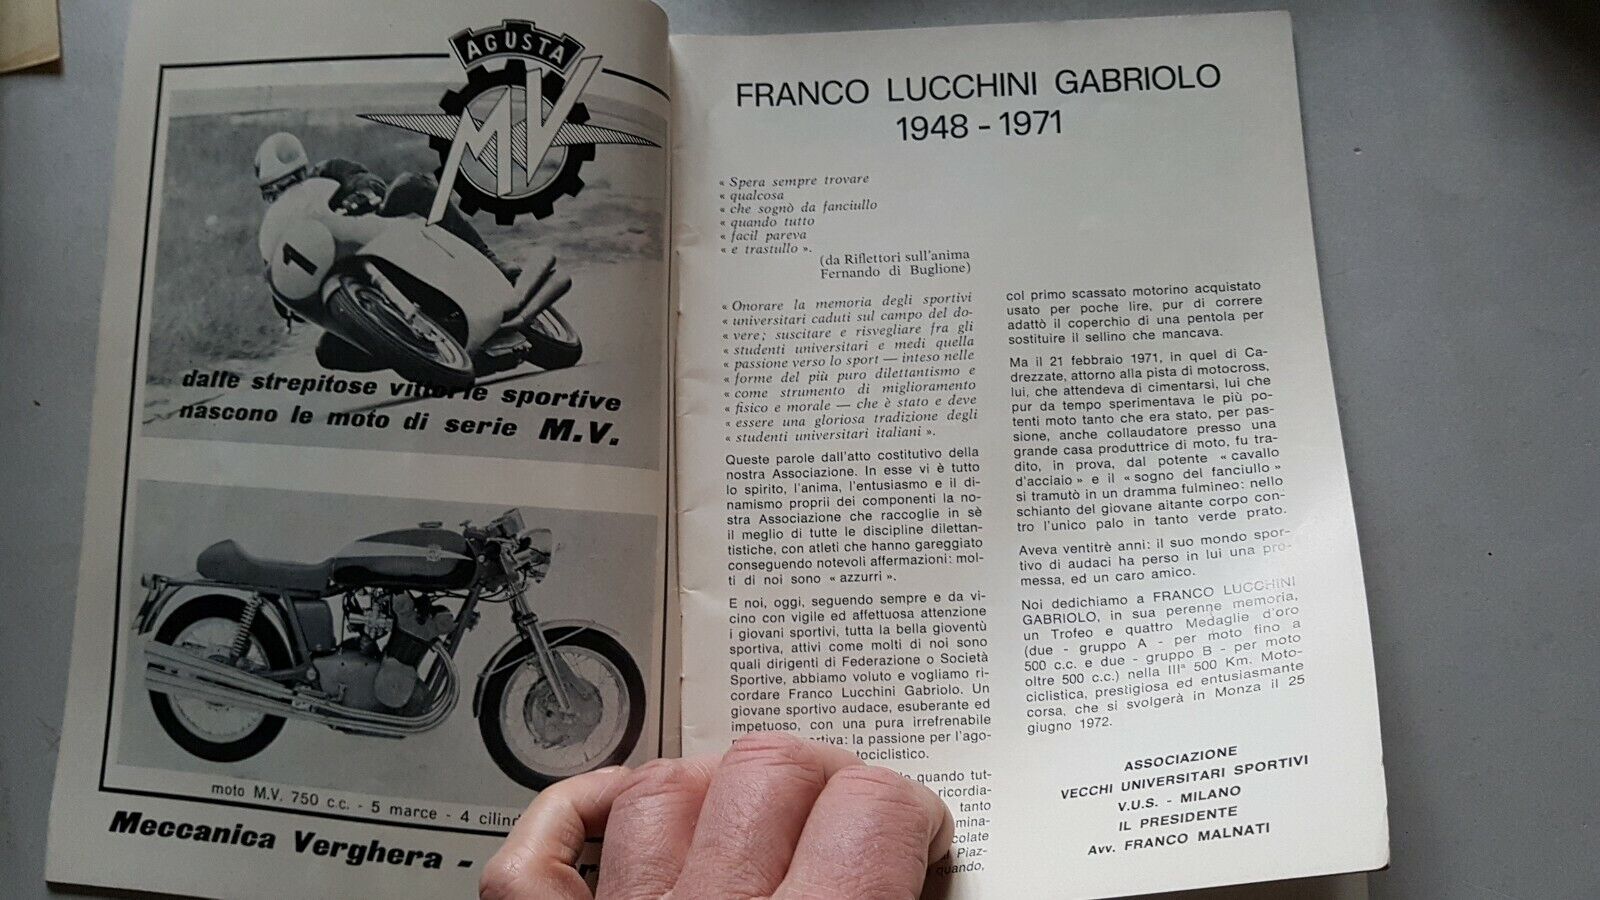 AGUSTA
MV
1
dalle strepitose vittorie sportive
nascono le moto di serie M.V.
moto M.V. 750 c.c. - 5 marce - 4 cilind
Meccanica Verghera -
FRANCO LUCCHINI GABRIOLO
1948 - 1971
« Spera sempre trovare
« qualcosa
« che sognò da fanciullo
« quando tutto
« facil pareva
« e trastullo ».
(da Riflettori sull'anima
Fernando di Buglione)
« Onorare la memoria degli sportivi
« universitari caduti sul campo del do-
« vere; suscitare e risvegliare fra gli
« studenti universitari e medi quella
« passione verso lo sport — inteso nelle
« forme del più puro dilettantismo e
« come strumento di miglioramento
« fisico e morale — che è stato e deve
« essere una gloriosa tradizione degli
« studenti universitari italiani ».
Queste parole dall'atto costitutivo della
nostra Associazione. In esse vi è tutto
lo spirito, l'anima, l'entusiasmo e il di-
namismo proprii dei componenti la no-
stra Associazione che raccoglie in sè
il meglio di tutte le discipline dilettan-
tistiche, con atleti che hanno gareggiato
conseguendo notevoli affermazioni: mol-
ti di noi sono « azzurri ».
E noi, oggi, seguendo sempre e da vi-
cino con vigile ed affettuosa attenzione
i giovani sportivi, tutta la bella gioventù
sportiva, attivi come molti di noi sono
quali dirigenti di Federazione o Società
Sportive, abbiamo voluto e vogliamo ri-
cordare Franco Lucchini Gabriolo. Un
giovane sportivo audace, esuberante ed
impetuoso, con una pura irrefrenabile
rtiva: la passione per l'ago-
tociclistico.
quando tut-
ricordia-
tanto
mina-
colate
Piaz-
quando,
col primo scassato motorino acquistato
usato per poche lire, pur di correre
adattò il coperchio di una pentola per
sostituire il sellino che mancava.
Ma il 21 febbraio 1971, in quel di Ca-
drezzate, attorno alla pista di motocross,
lui, che attendeva di cimentarsi, lui che
pur da tempo sperimentava le più po-
tenti moto tanto che era stato, per pas-
sione, anche collaudatore presso una
grande casa produttrice di moto, fu tra-
dito, in prova, dal potente « cavallo
d'acciaio » e il « sogno del fanciullo »
si tramutò in un dramma fulmineo: nello
schianto del giovane aitante corpo con-
tro l'unico palo in tanto verde prato.
Aveva ventitrè anni: il suo mondo spor-
tivo di audaci ha perso in lui una pro-
messa, ed un caro amico.
Noi dedichiamo a FRANCO LUCCHINI
GABRIOLO, in sua perenne memoria,
un Trofeo e quattro Medaglie d'oro
(due - gruppo A - per moto fino a
500 c.c. e due - gruppo B - per moto
oltre 500 c.c.) nella IIIª 500 Km. Moto-
ciclistica, prestigiosa ed entusiasmante
corsa, che si svolgerà in Monza il 25
giugno 1972.
ASSOCIAZIONE
VECCHI UNIVERSITARI SPORTIVI
V.U.S. - MILANO
IL PRESIDENTE
Avv. FRANCO MALNATI